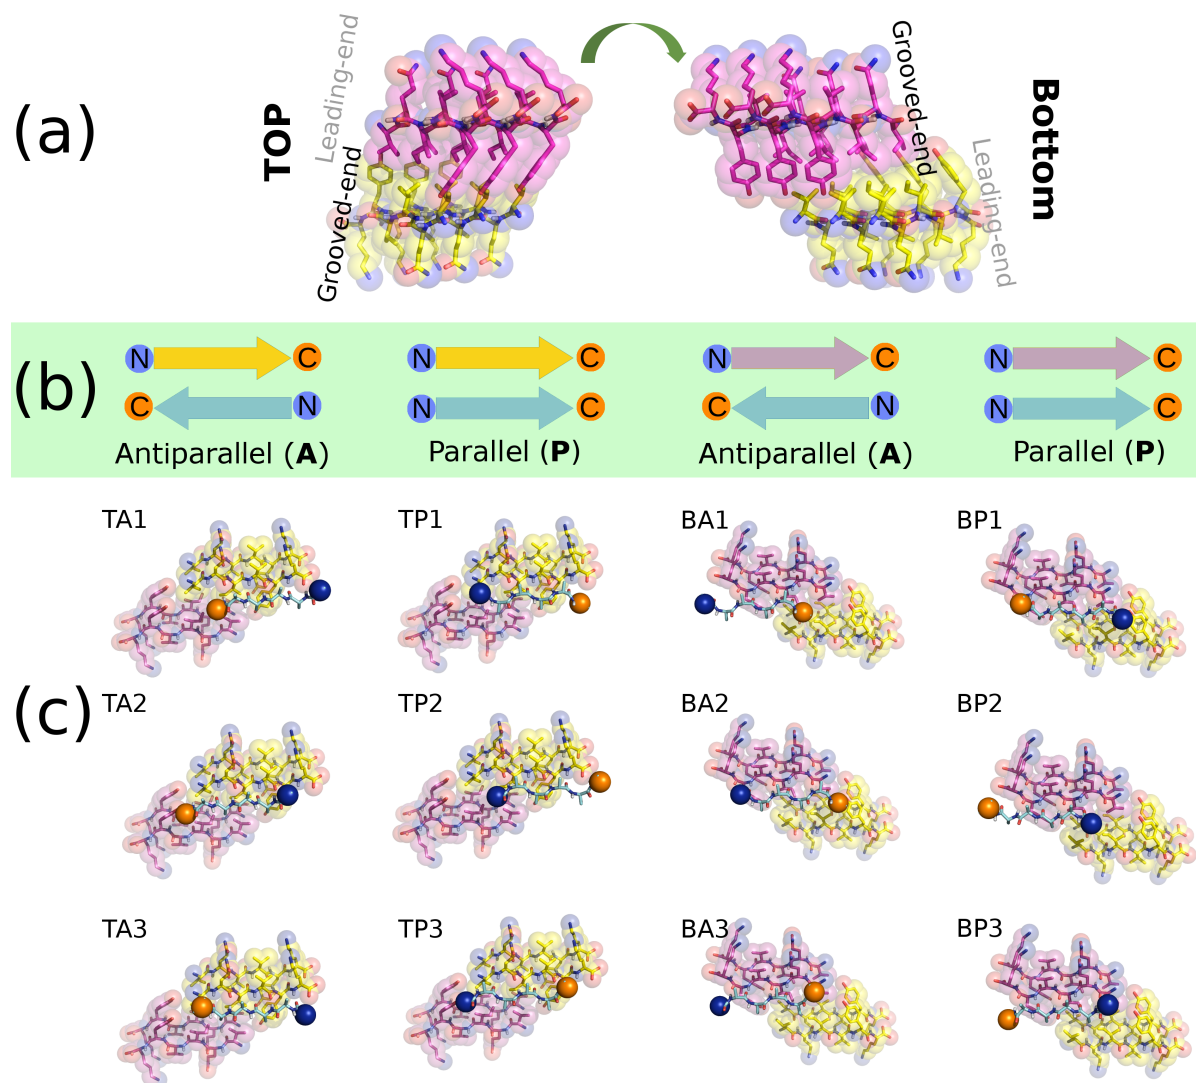 (a)
TOP
Leading-end
Grooved-end
Grooved-end
Leading-end
Bottom
(b)
N C N C N C N C
C N N C C N N C
Antiparallel (A) Parallel (P) Antiparallel (A) Parallel (P)
(c)
TA1 TP1 BA1 BP1
TA2 TP2 BA2 BP2
TA3 TP3 BA3 BP3